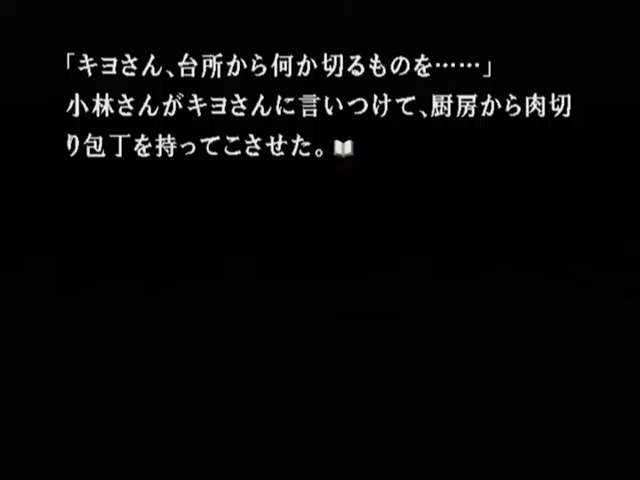 「キヨさん、台所から何か切るものを……」
小林さんがキヨさんに言いつけて、厨房から肉切
り包丁を持ってこさせた。